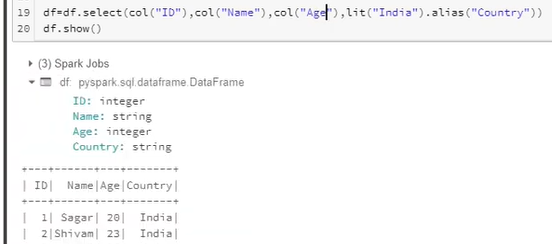 19 df=df.select(col("ID"),col("Name"),col("Age"),lit("India").alias("Country"))
20 df.show()
(3) Spark Jobs
df: pyspark.sql.dataframe.DataFrame
ID: integer
Name: string
Age: integer
Country: string
+---+------+---+-------+
| ID|  Name|Age|Country|
+---+------+---+-------+
|  1| Sagar| 20|  India|
|  2|Shivam| 23|  India|